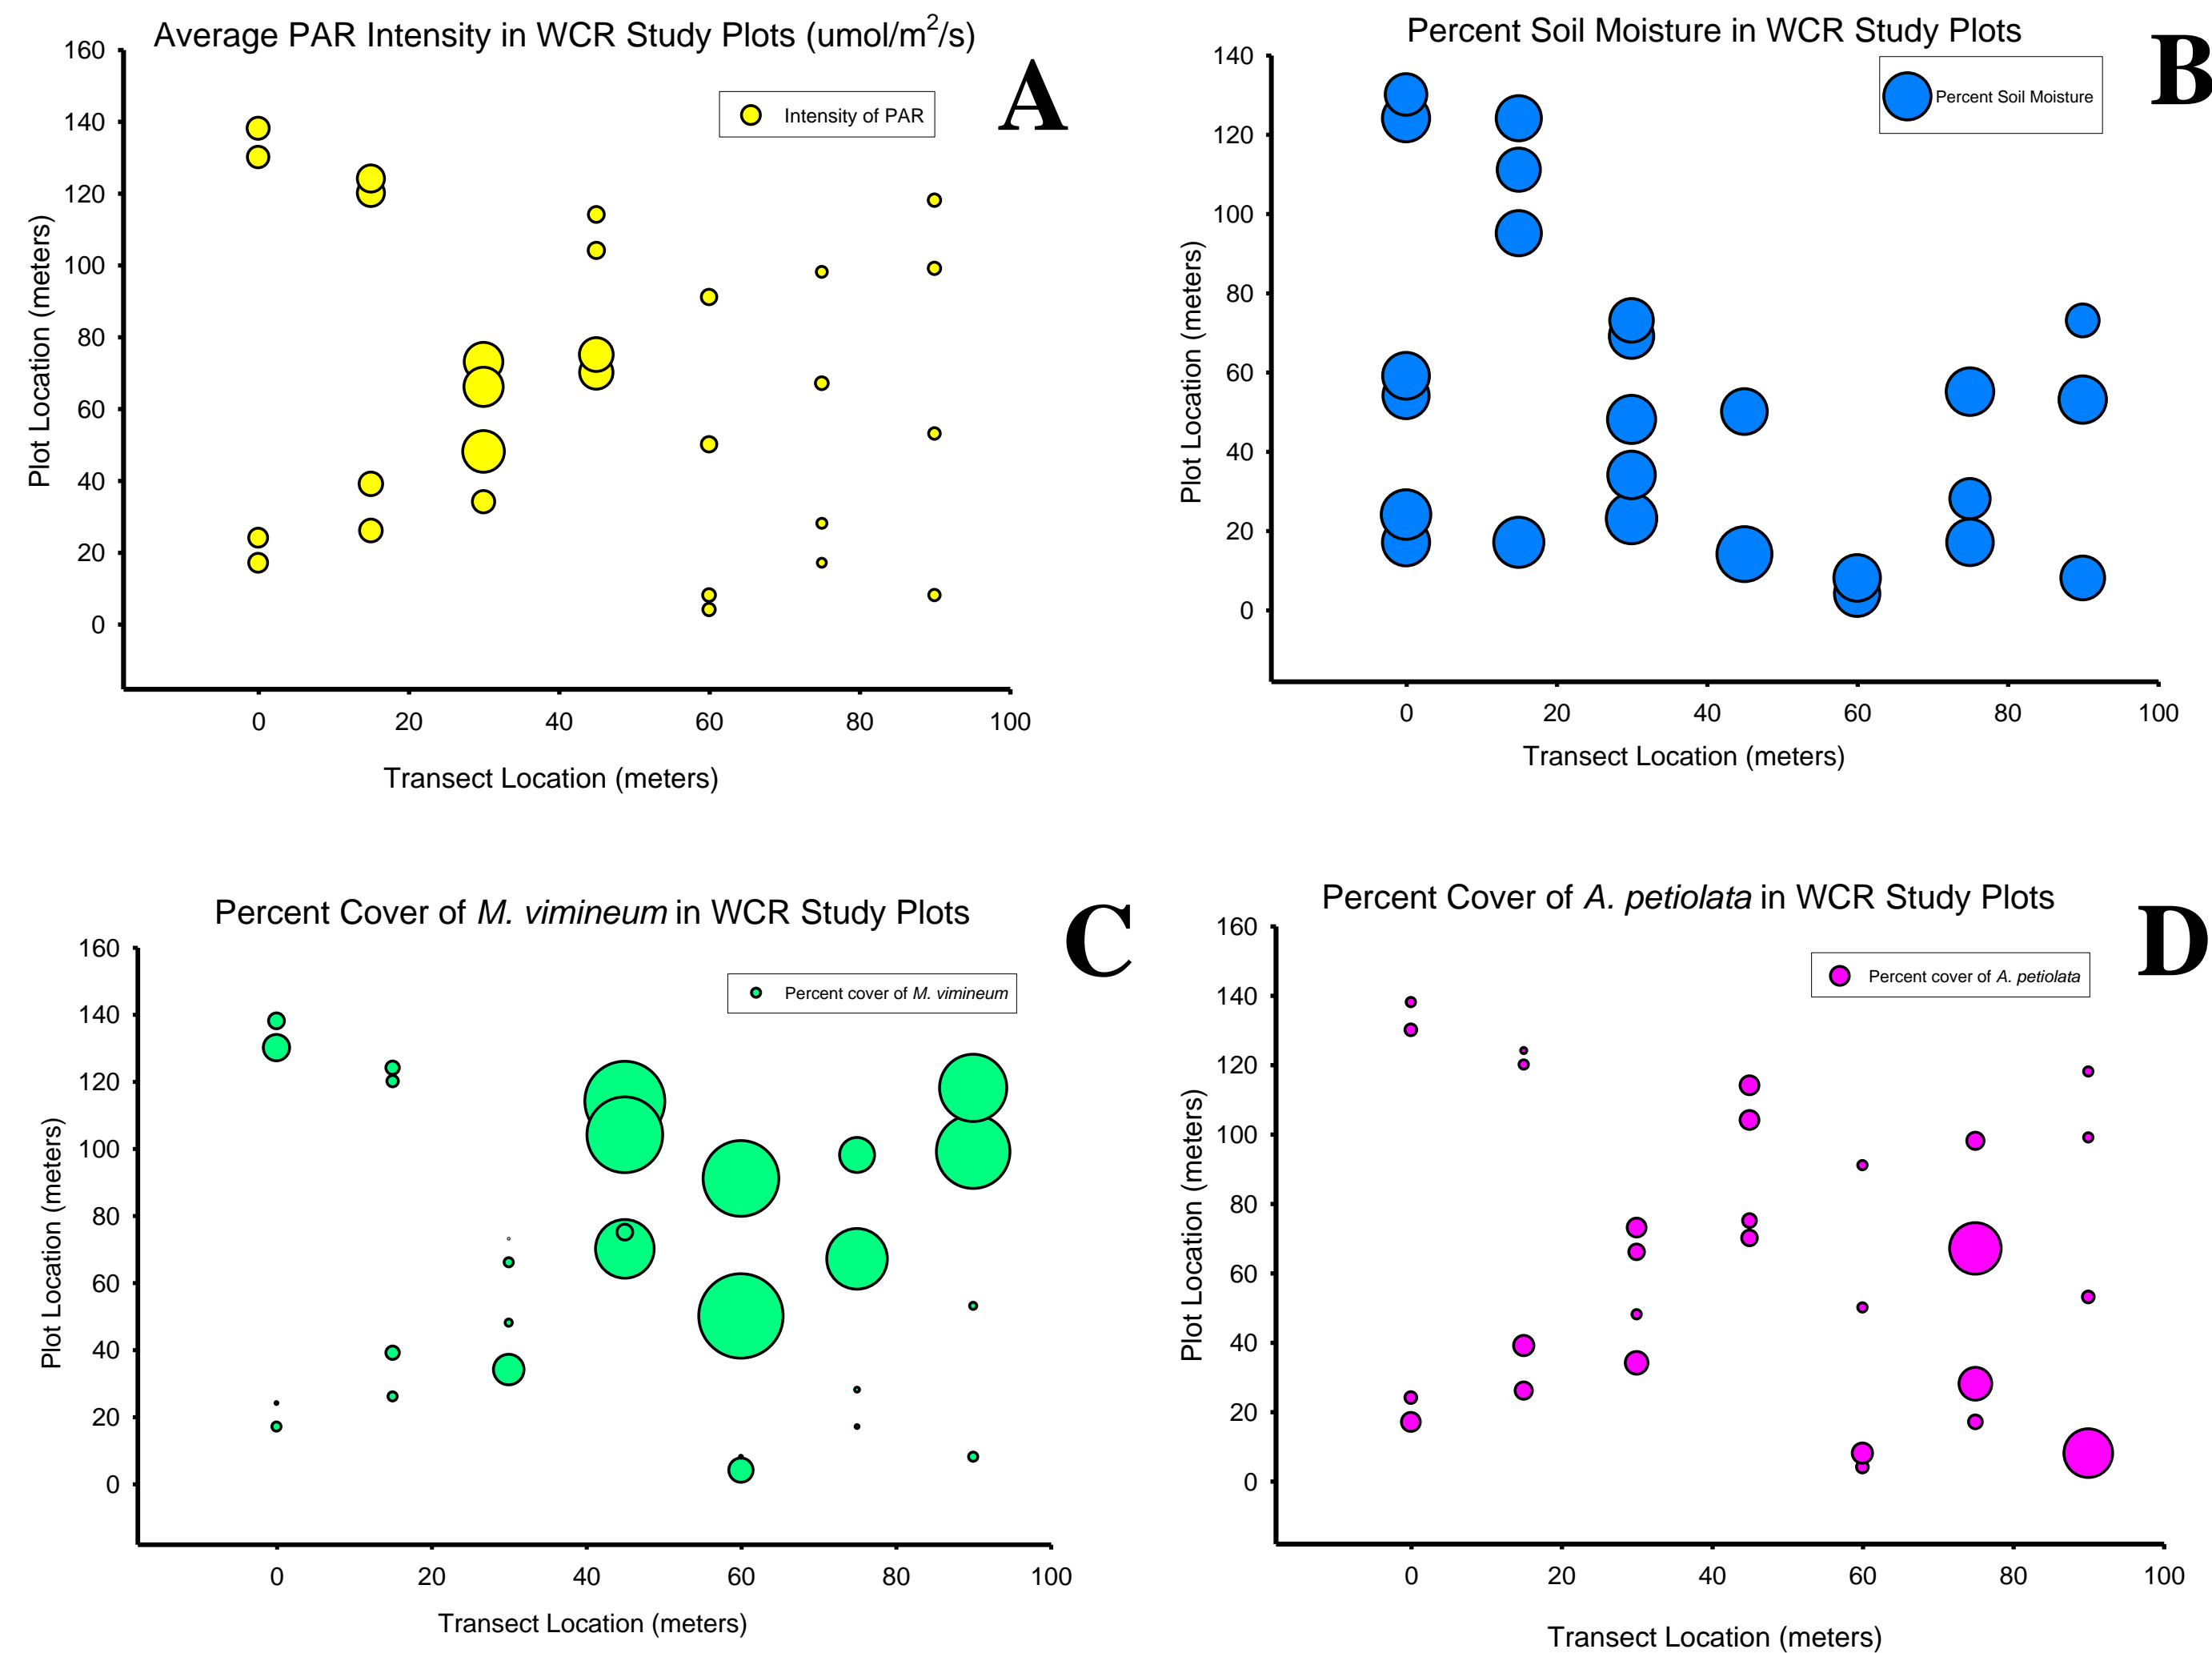 Average PAR Intensity in WCR Study Plots (umol/m2/s)
A
Intensity of PAR
160
140
120
100
80
60
40
20
0
Plot Location (meters)
0 20 40 60 80 100
Transect Location (meters)
Percent Soil Moisture in WCR Study Plots
B
Percent Soil Moisture
140
120
100
80
60
40
20
0
Plot Location (meters)
0 20 40 60 80 100
Transect Location (meters)
Percent Cover of M. vimineum in WCR Study Plots
C
Percent cover of M. vimineum
160
140
120
100
80
60
40
20
0
Plot Location (meters)
0 20 40 60 80 100
Transect Location (meters)
Percent Cover of A. petiolata in WCR Study Plots
D
Percent cover of A. petiolata
160
140
120
100
80
60
40
20
0
Plot Location (meters)
0 20 40 60 80 100
Transect Location (meters)